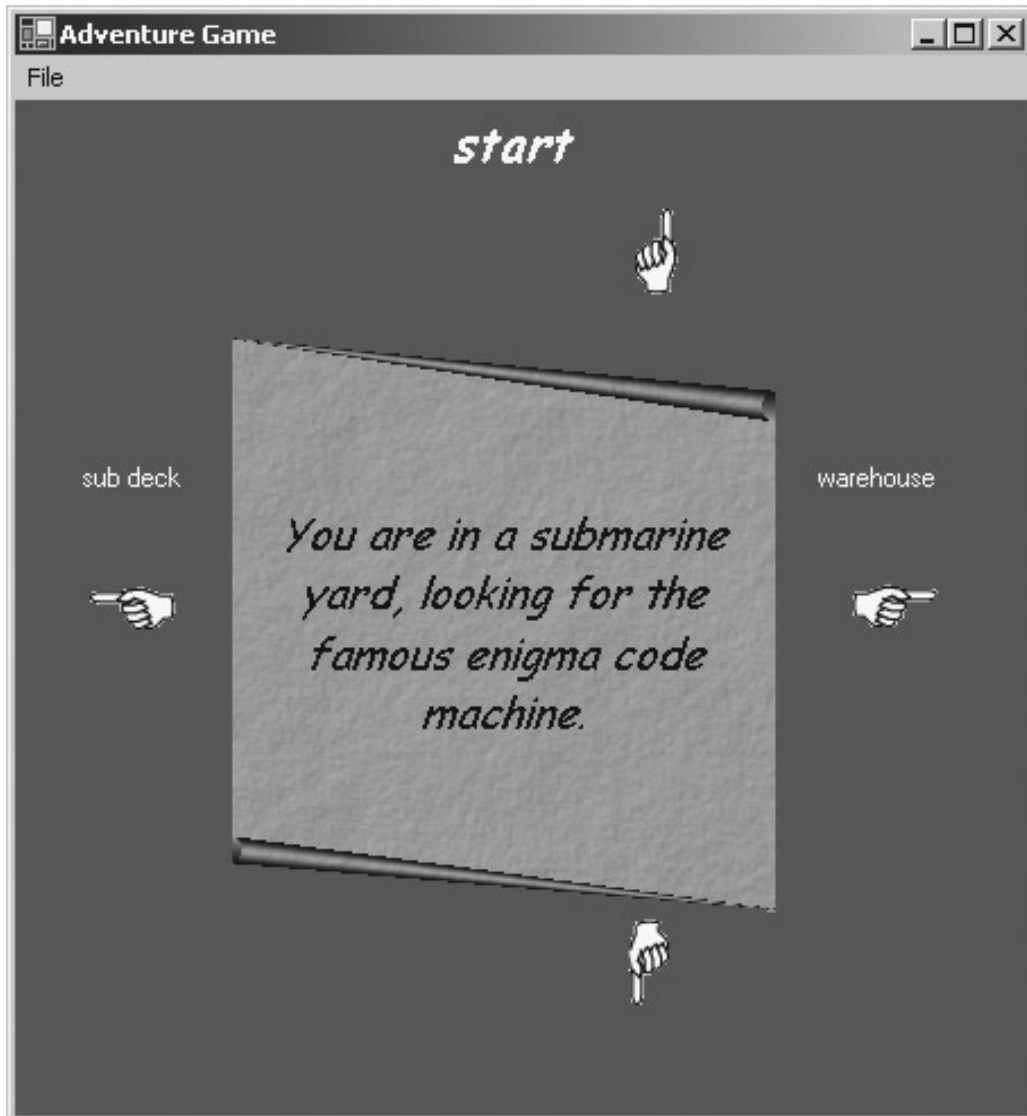 Adventure Game
File
start
sub deck
warehouse
You are in a submarine
yard, looking for the
famous enigma code
machine.